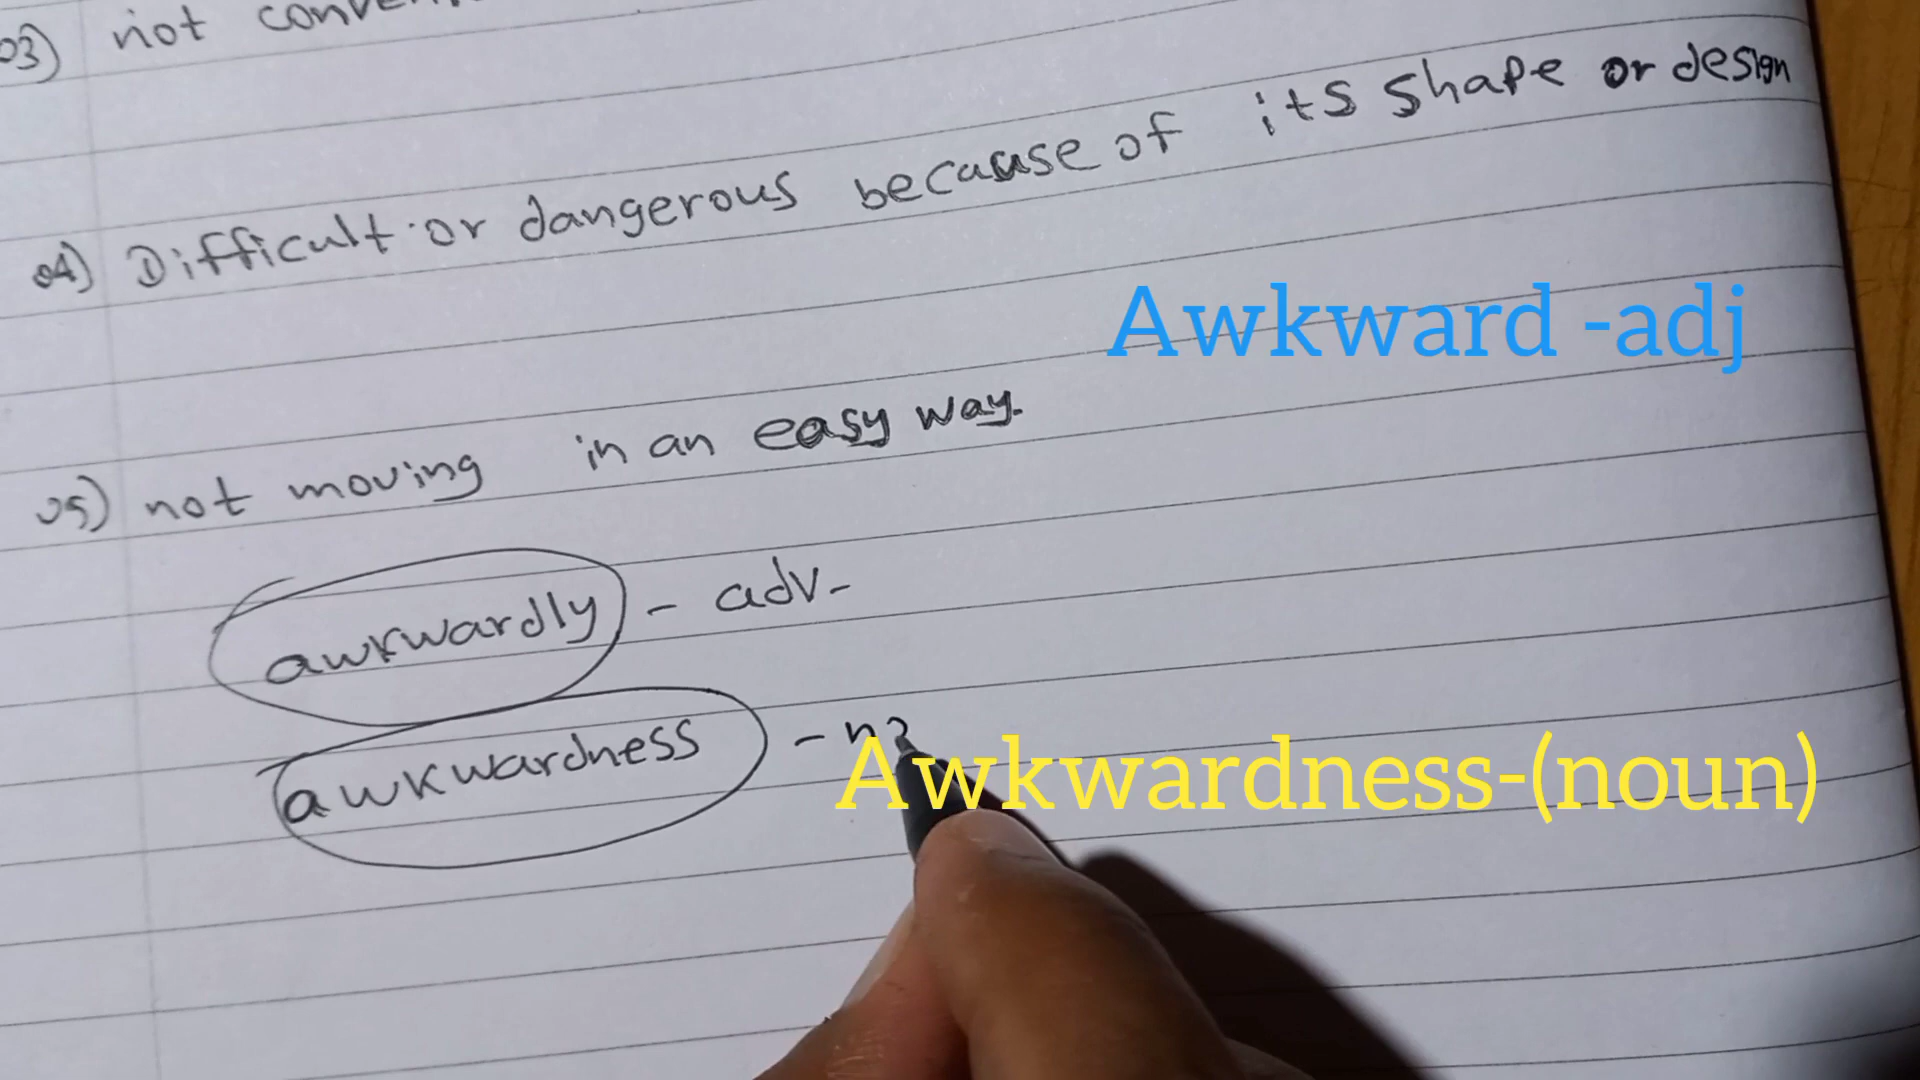 03) not
04) Difficult or dangerous because of its shape or design
Awkward -adj
05) not moving in an easy way.
awkwardly - adv-
awkwardness -
Awkwardness-(noun)